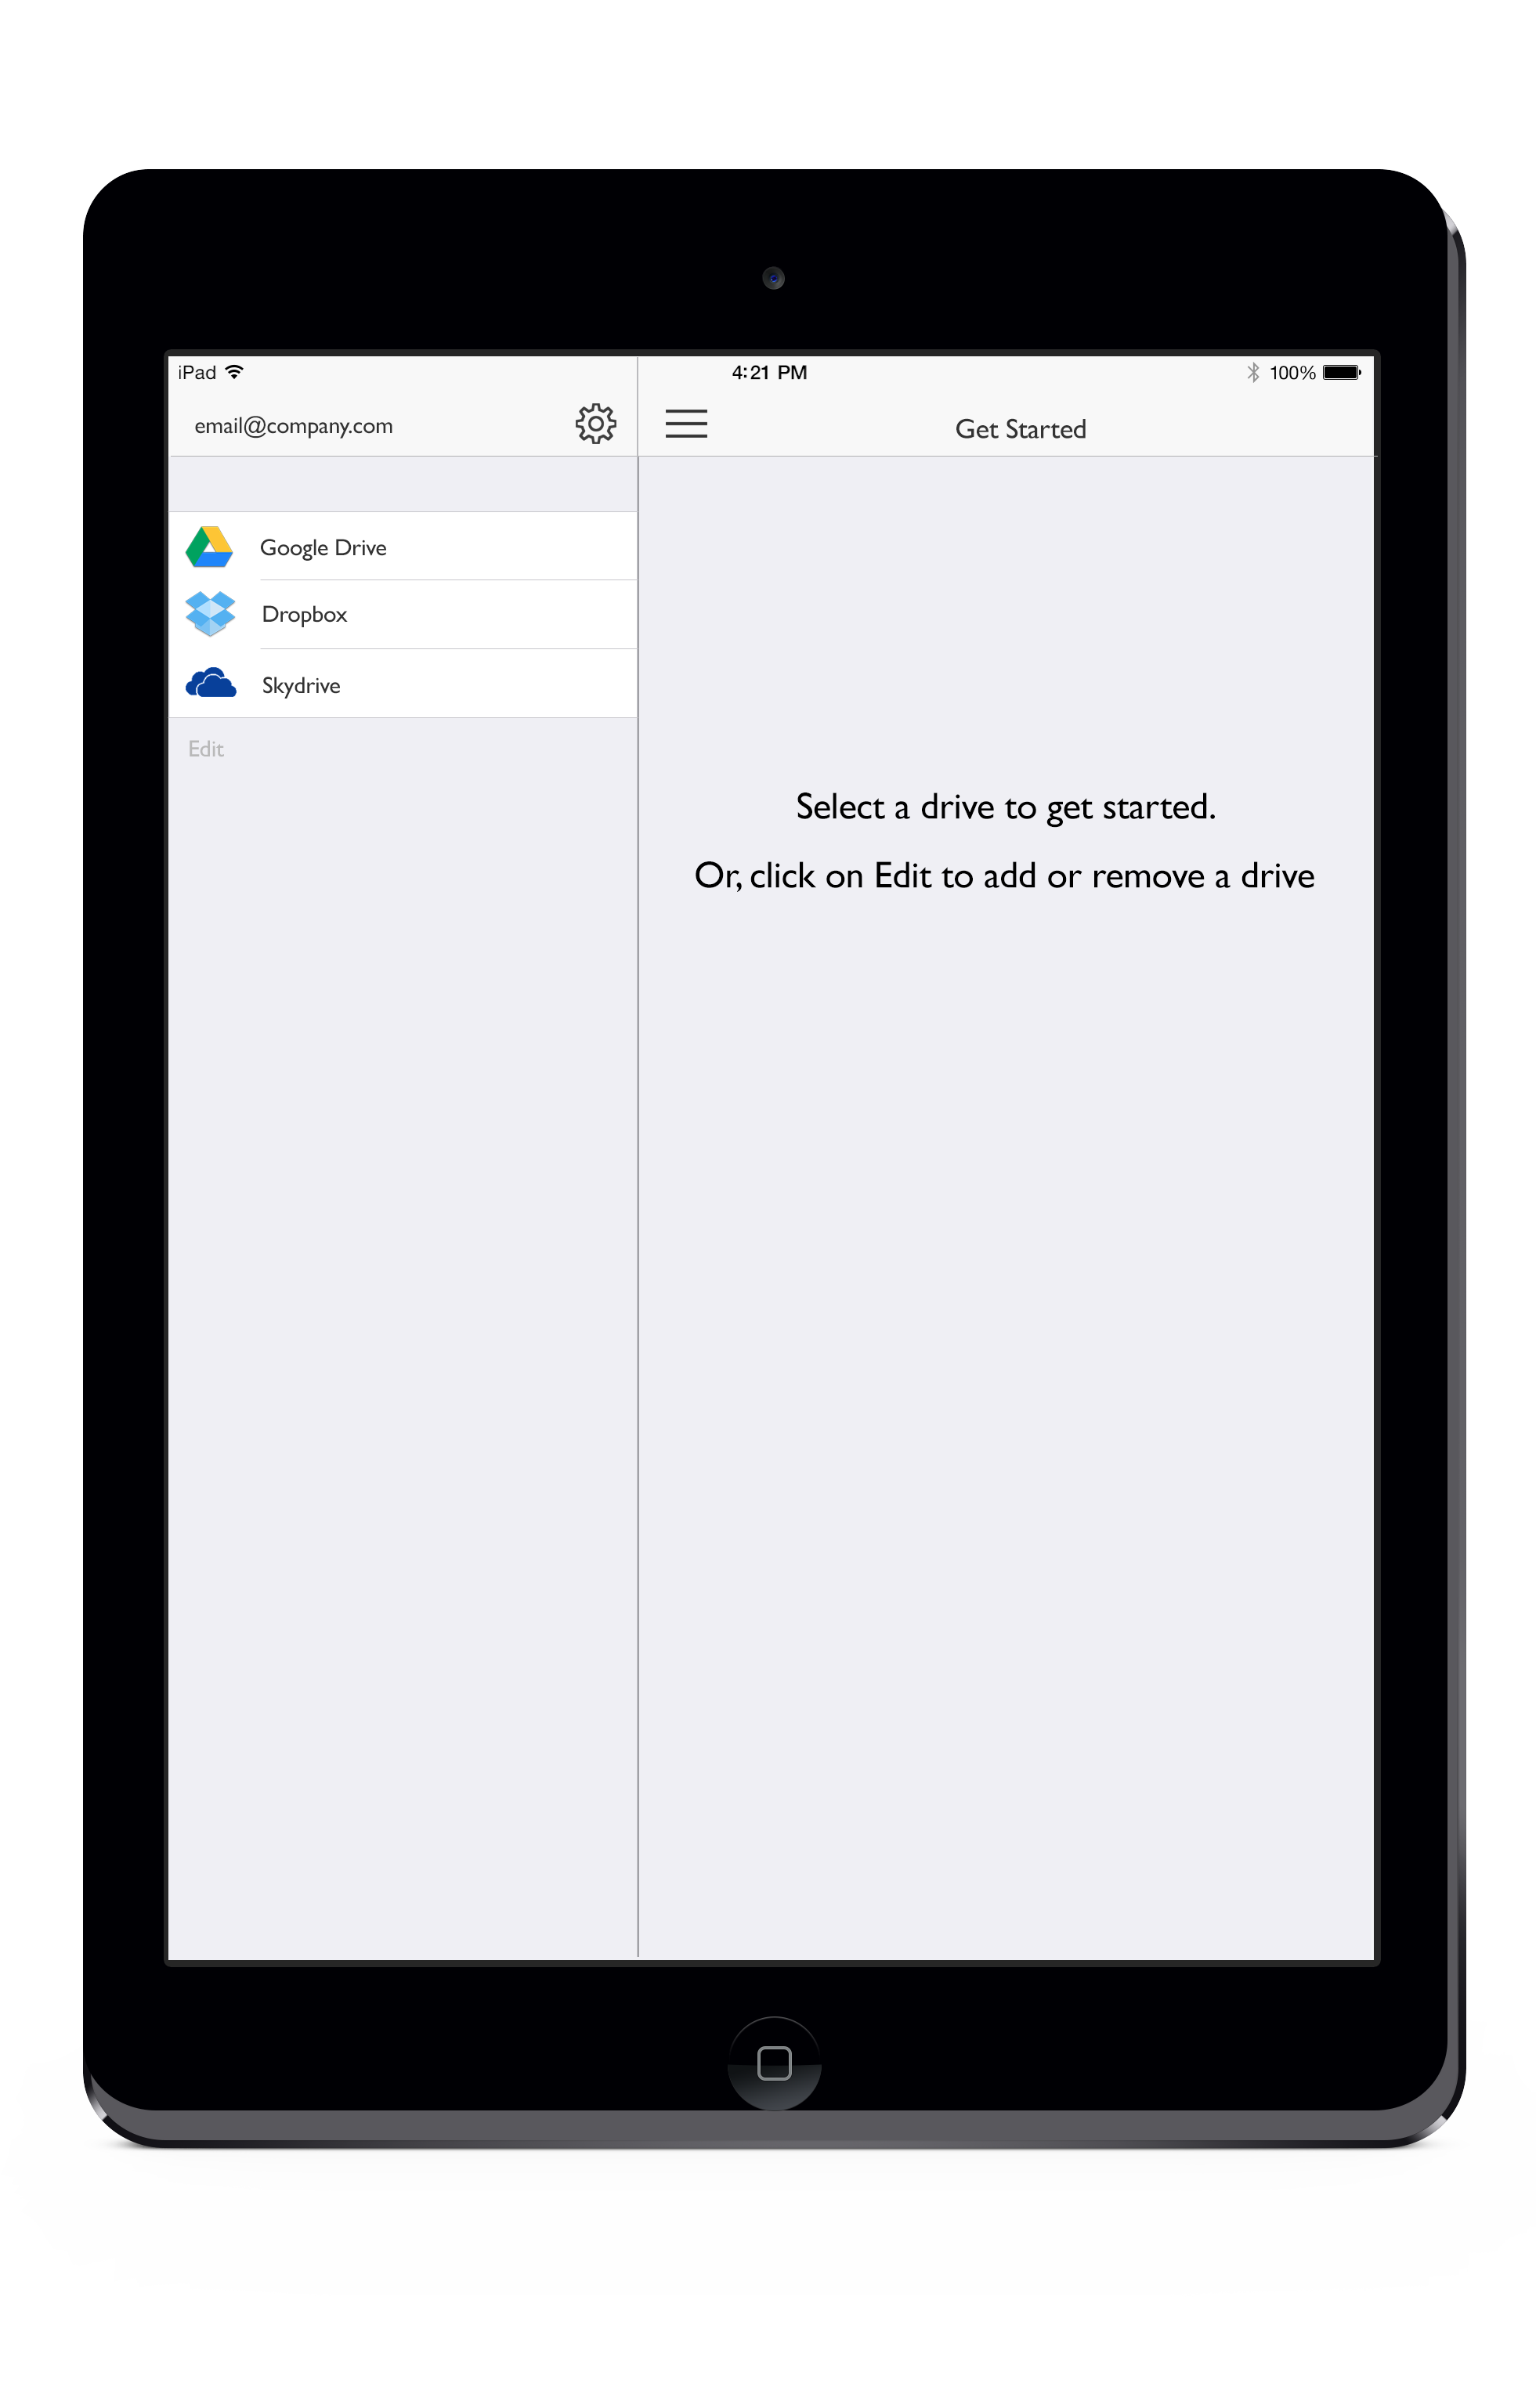 iPad
4:21 PM
100%
email@company.com
Get Started
Google Drive
Dropbox
Skydrive
Edit
Select a drive to get started.
Or, click on Edit to add or remove a drive